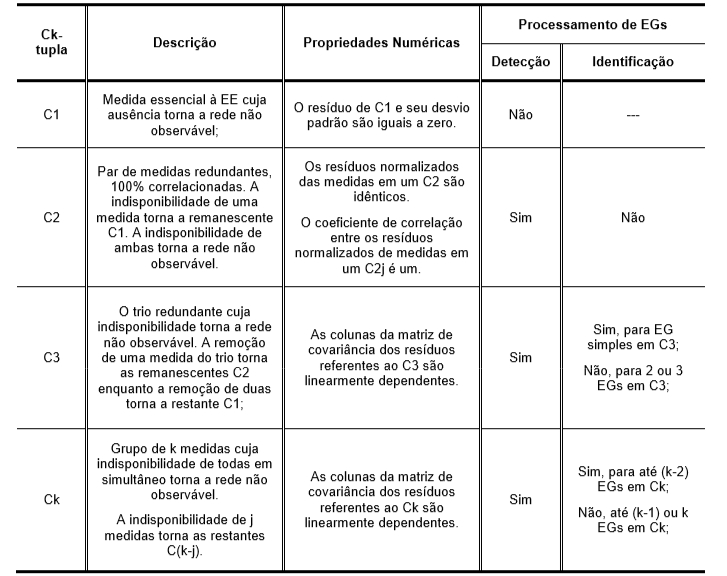 Ck-
tupla
Descrição
Propriedades Numéricas
Processamento de EGs
Detecção
Identificação
C1
Medida essencial à EE cuja
ausência torna a rede não
observável;
O resíduo de C1 e seu desvio
padrão são iguais a zero.
Não
---
C2
Par de medidas redundantes,
100% correlacionadas. A
indisponibilidade de uma
medida torna a remanescente
C1. A indisponibilidade de
ambas torna a rede não
observável.
Os resíduos normalizados
das medidas em um C2 são
idênticos.
O coeficiente de correlação
entre os resíduos
normalizados de medidas em
um C2j é um.
Sim
Não
C3
O trio redundante cuja
indisponibilidade torna a rede
não observável. A remoção
de uma medida do trio torna
as remanescentes C2
enquanto a remoção de duas
torna a restante C1;
As colunas da matriz de
covariância dos resíduos
referentes ao C3 são
linearmente dependentes.
Sim
Sim, para EG
simples em C3;
Não, para 2 ou 3
EGs em C3;
Ck
Grupo de k medidas cuja
indisponibilidade de todas em
simultâneo torna a rede não
observável.
A indisponibilidade de j
medidas torna as restantes
C(k-j).
As colunas da matriz de
covariância dos resíduos
referentes ao Ck são
linearmente dependentes.
Sim
Sim, para até (k-2)
EGs em Ck;
Não, até (k-1) ou k
EGs em Ck;